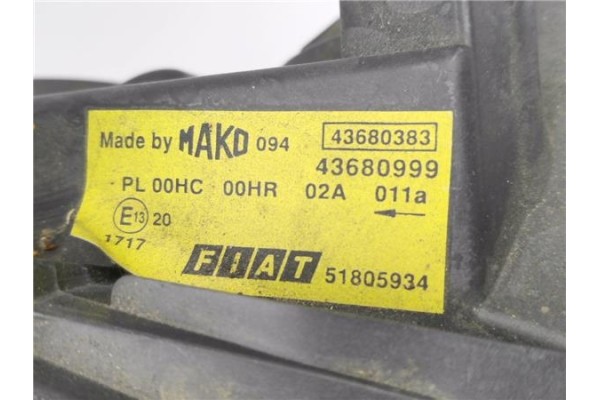 Made by MAKO 094 43680383
43680999
PL 00HC 00HR 02A 011a
E13 20
1717
FIAT 51805934